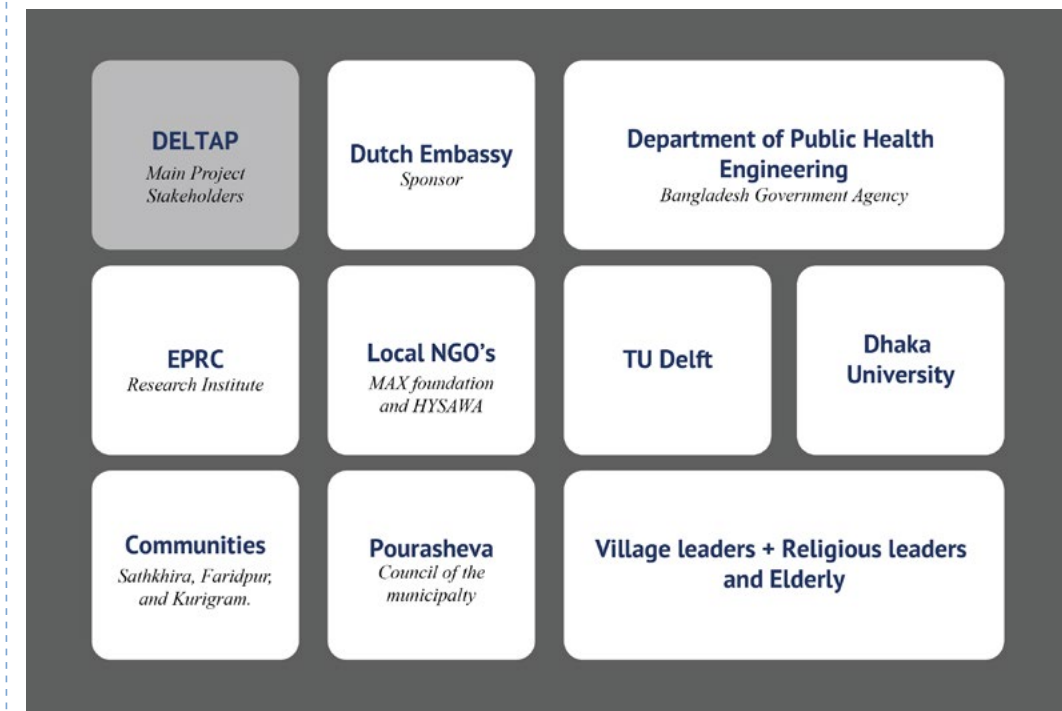 DELTAP
Main Project
Stakeholders
Dutch Embassy
Sponsor
Department of Public Health
Engineering
Bangladesh Government Agency
EPRC
Research Institute
Local NGO's
MAX foundation
and HYSAWA
TU Delft
Dhaka
University
Communities
Sathkhira, Faridpur,
and Kurigram.
Pourasheva
Council of the
municipalty
Village leaders + Religious leaders
and Elderly